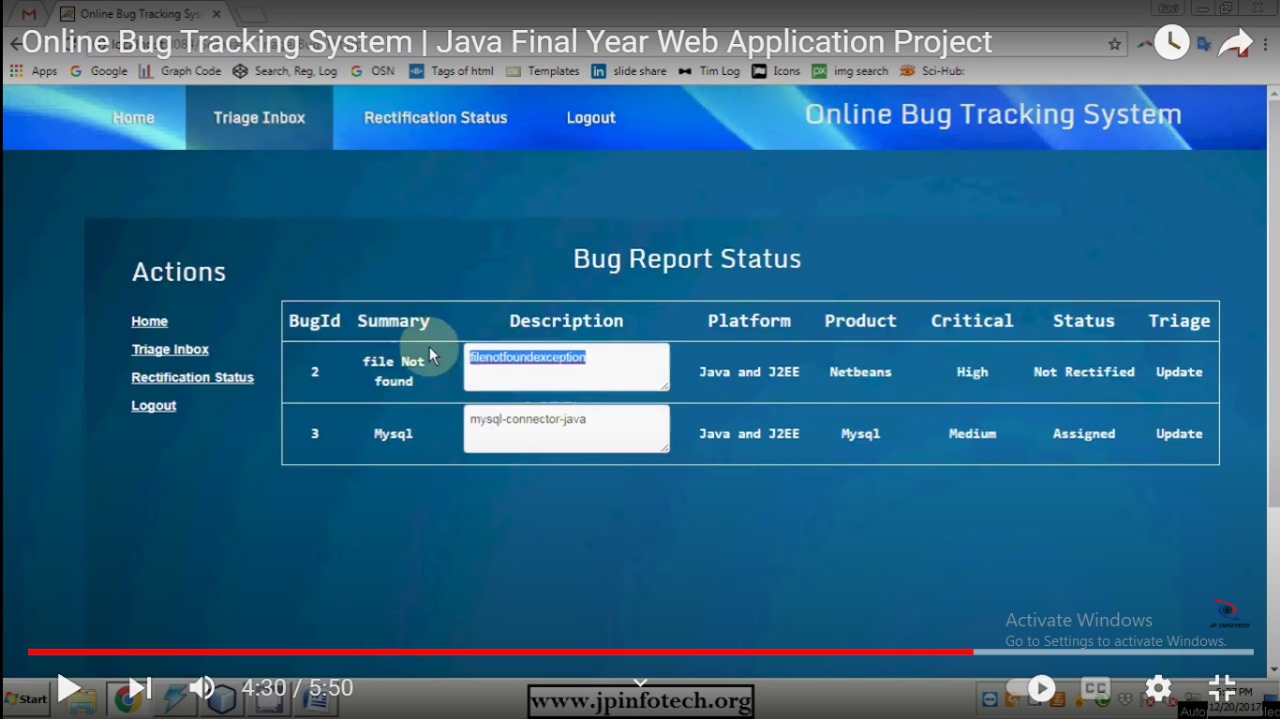 Online Bug Tracking Sys
Online Bug Tracking System | Java Final Year Web Application Project
Apps Google Graph Code Search, Reg, Log OSN Tags of html Templates slide share Tim Log Icons img search Sci-Hub:
Home Triage Inbox Rectification Status Logout Online Bug Tracking System
Bug Report Status
Actions
Home
Triage Inbox
Rectification Status
Logout
BugId Summary Description Platform Product Critical Status Triage
2 file Not found filenotfoundexception Java and J2EE Netbeans High Not Rectified Update
3 Mysql mysql-connector-java Java and J2EE Mysql Medium Assigned Update
JP INFOTECH
Activate Windows
Go to Settings to activate Windows.
4:30 / 5:50
CC
Start
www.jpinfotech.org
PM
12/20/2017